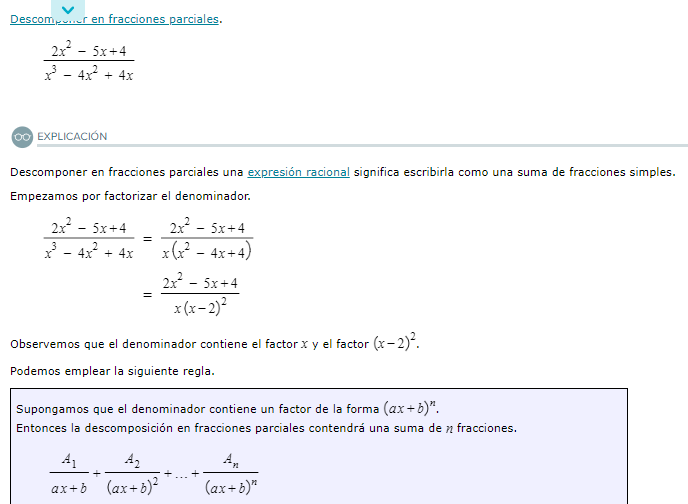 Descomponer en fracciones parciales.
2x² − 5x+4
x³ − 4x² + 4x
EXPLICACIÓN
Descomponer en fracciones parciales una expresión racional significa escribirla como una suma de fracciones simples.
Empezamos por factorizar el denominador.
2x² − 5x+4 = 2x² − 5x+4
x³ − 4x² + 4x x(x² − 4x+4)
= 2x² − 5x+4
x(x−2)²
Observemos que el denominador contiene el factor x y el factor (x−2)².
Podemos emplear la siguiente regla.
Supongamos que el denominador contiene un factor de la forma (ax+b)ⁿ.
Entonces la descomposición en fracciones parciales contendrá una suma de n fracciones.
A₁ + A₂ + ... + Aₙ
ax+b (ax+b)² (ax+b)ⁿ